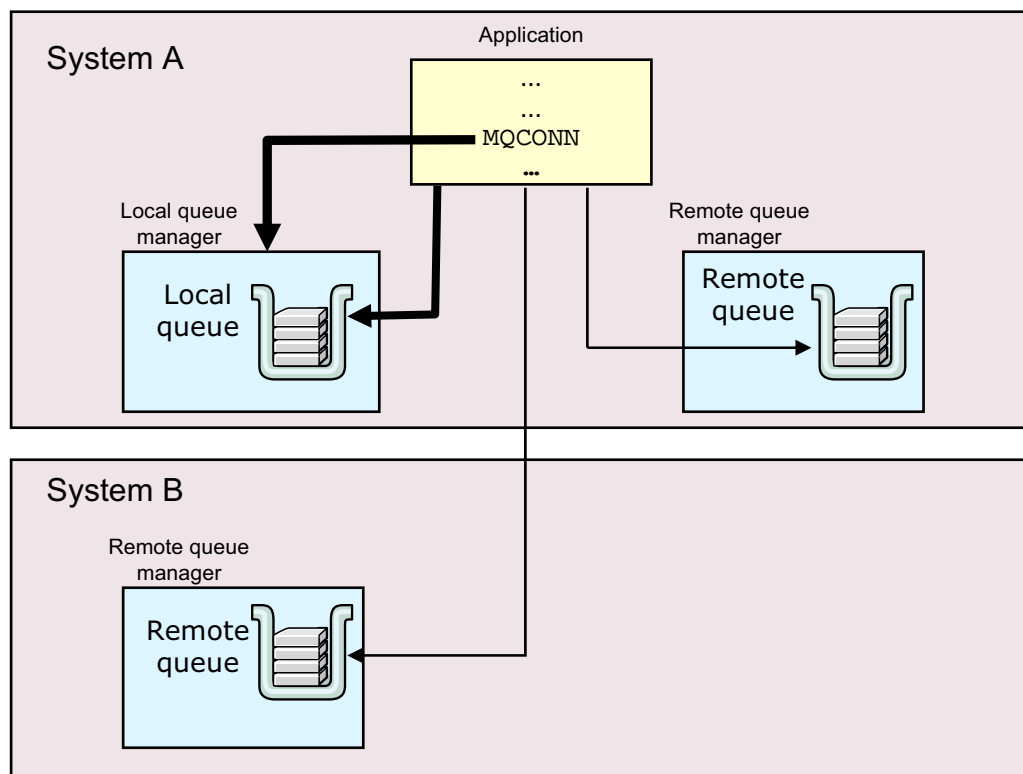 System A
Application
...
...
MQCONN
...
Local queue
manager
Local
queue
Remote queue
manager
Remote
queue
System B
Remote queue
manager
Remote
queue